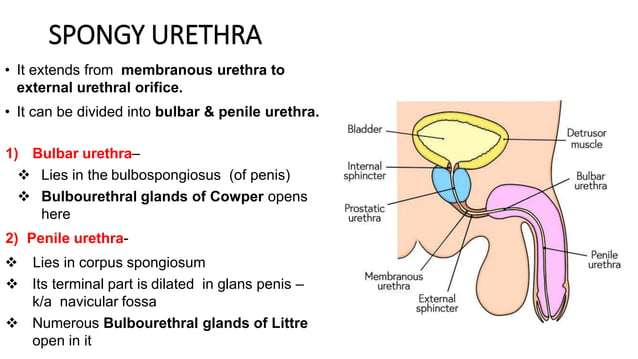 SPONGY URETHRA
• It extends from membranous urethra to
external urethral orifice.
• It can be divided into bulbar & penile urethra.
1) Bulbar urethra–
❖ Lies in the bulbospongiosus (of penis)
❖ Bulbourethral glands of Cowper opens
here
2) Penile urethra-
❖ Lies in corpus spongiosum
❖ Its terminal part is dilated in glans penis –
k/a navicular fossa
❖ Numerous Bulbourethral glands of Littre
open in it
Bladder
Detrusor
muscle
Internal
sphincter
Bulbar
urethra
Prostatic
urethra
Penile
urethra
Membranous
urethra
External
sphincter